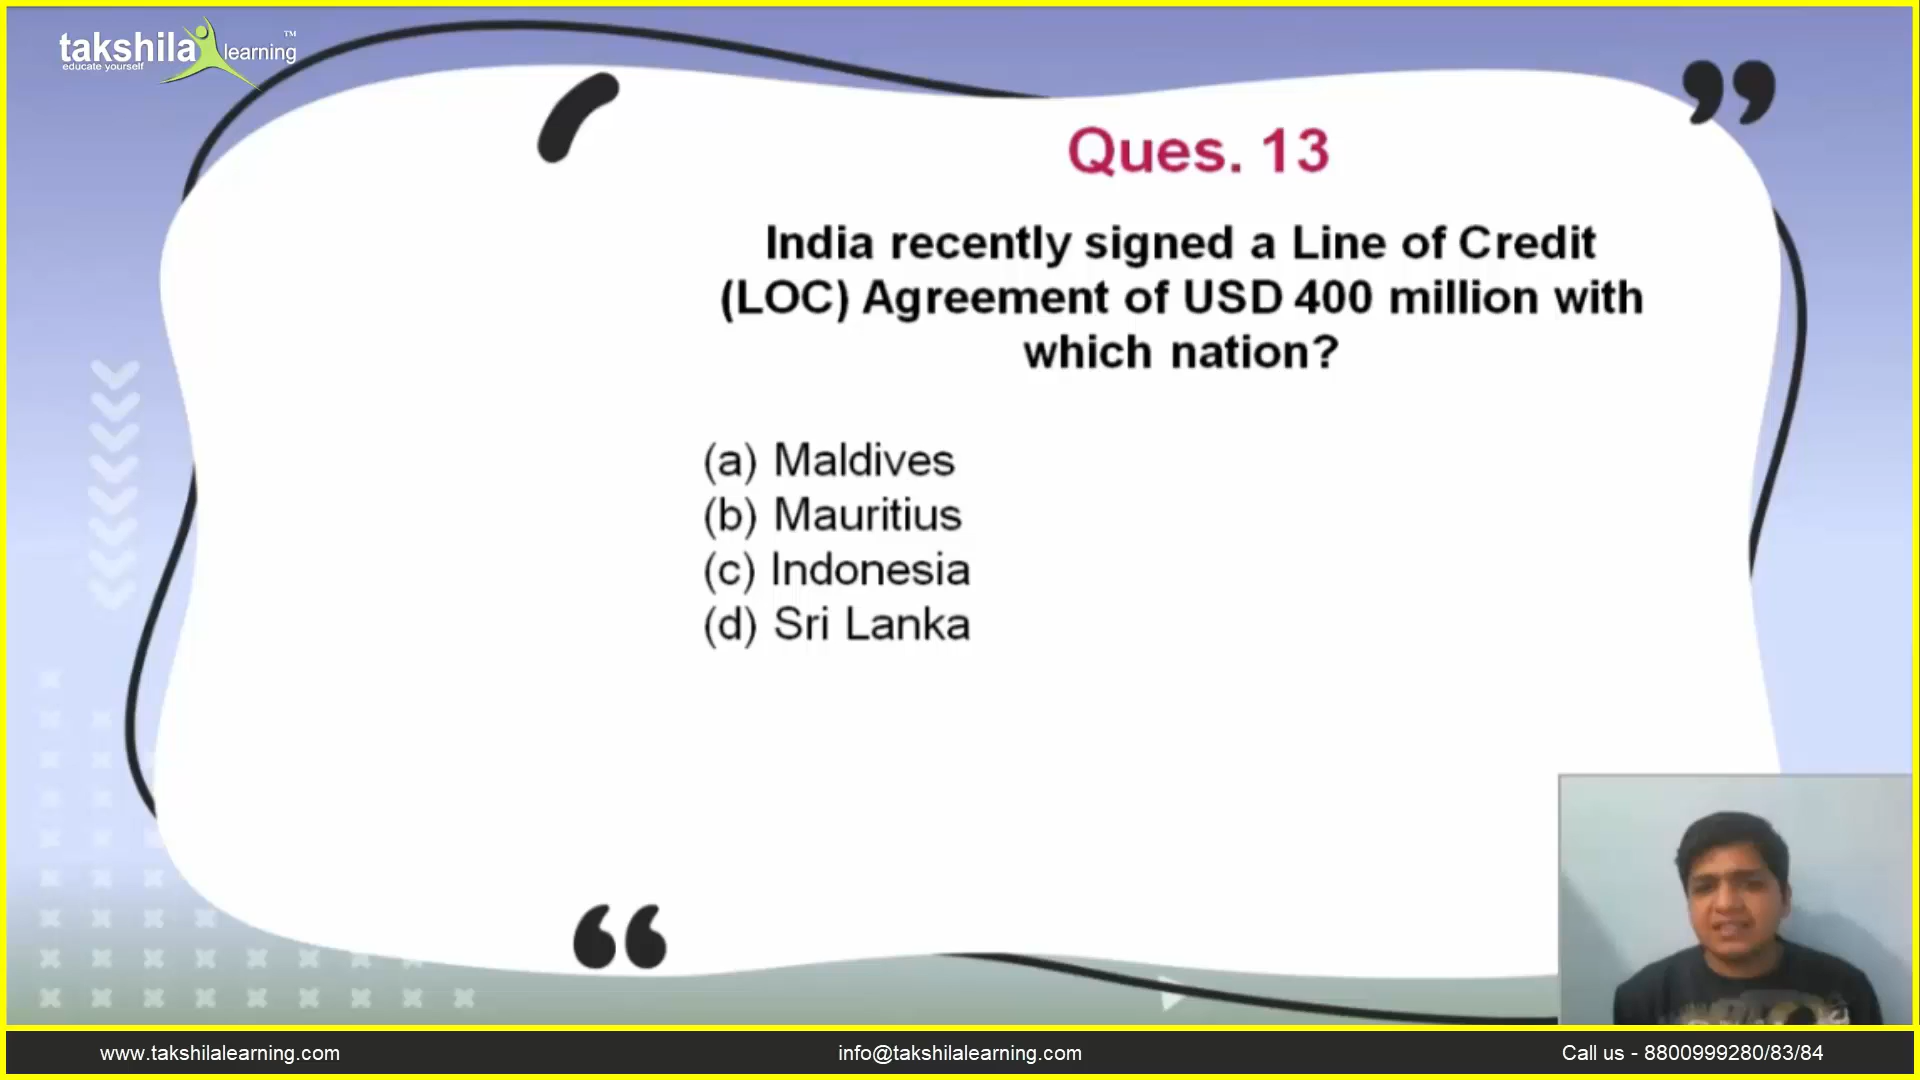 takshila learning TM
educate yourself
Ques. 13
India recently signed a Line of Credit
(LOC) Agreement of USD 400 million with
which nation?
(a) Maldives
(b) Mauritius
(c) Indonesia
(d) Sri Lanka
www.takshilalearning.com
info@takshilalearning.com
Call us - 8800999280/83/84